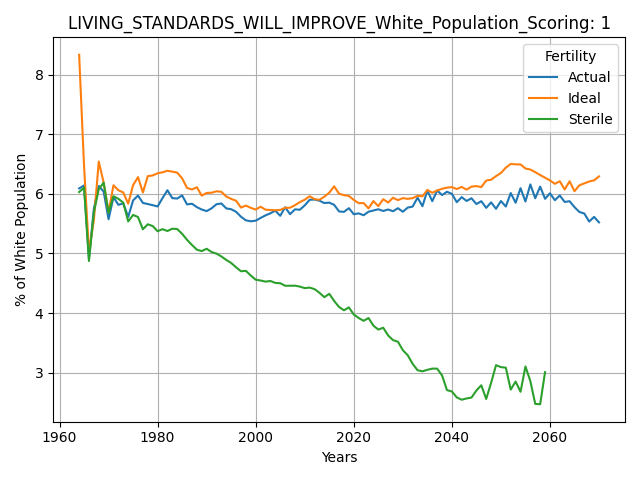 LIVING_STANDARDS_WILL_IMPROVE_White_Population_Scoring: 1
Fertility
Actual
Ideal
Sterile
% of White Population
8
7
6
5
4
3
1960
1980
2000
2020
2040
2060
Years